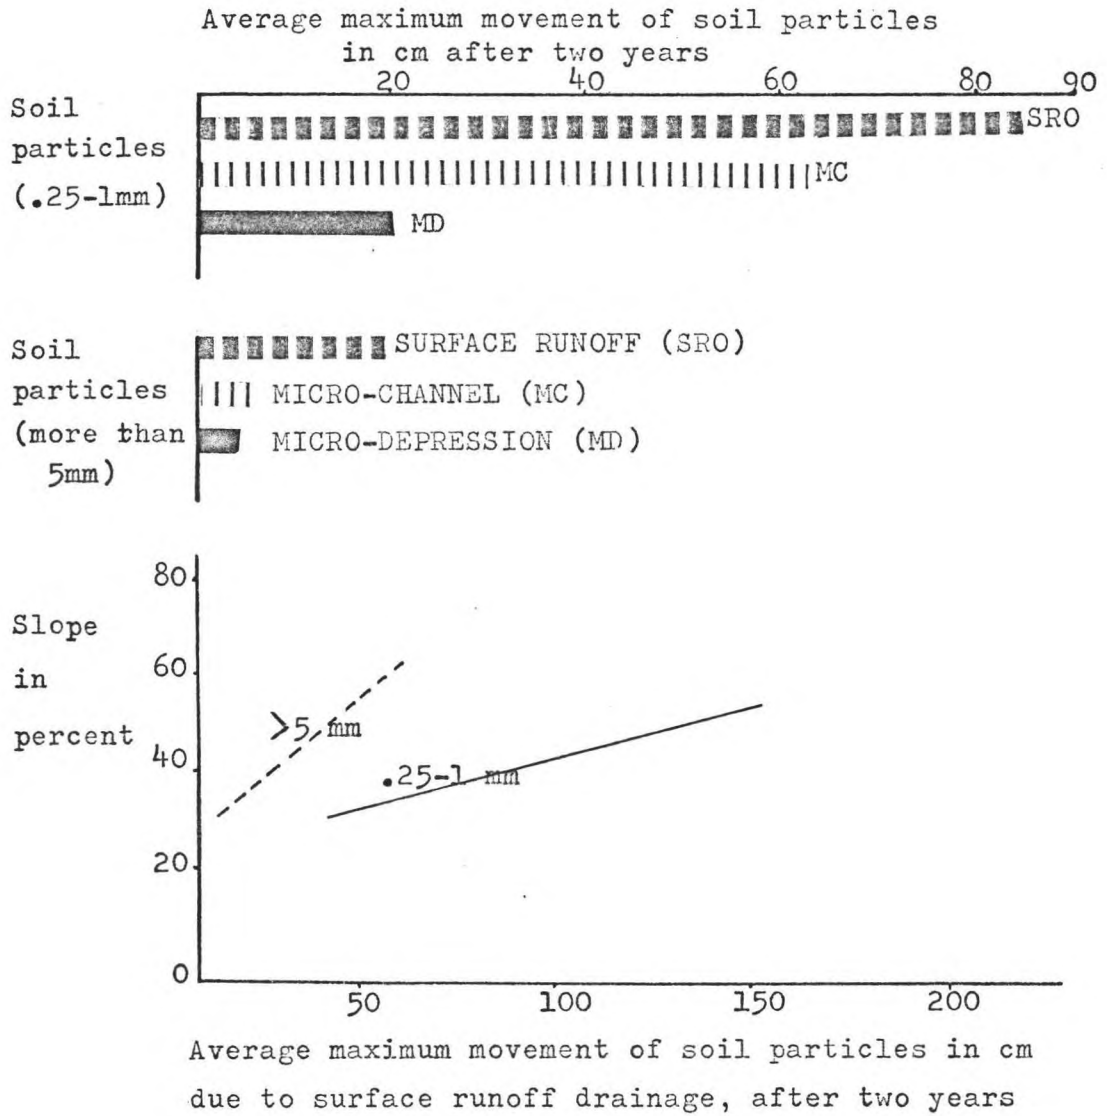 Average maximum movement of soil particles
in cm after two years
20 40 60 80 90
Soil
particles
(.25-1mm)
SRO
MC
MD
Soil
particles
(more than
5mm)
SURFACE RUNOFF (SRO)
MICRO-CHANNEL (MC)
MICRO-DEPRESSION (MD)
Slope
in
percent
80
60
40
20
0
>5 mm
.25-1 mm
50 100 150 200
Average maximum movement of soil particles in cm
due to surface runoff drainage, after two years